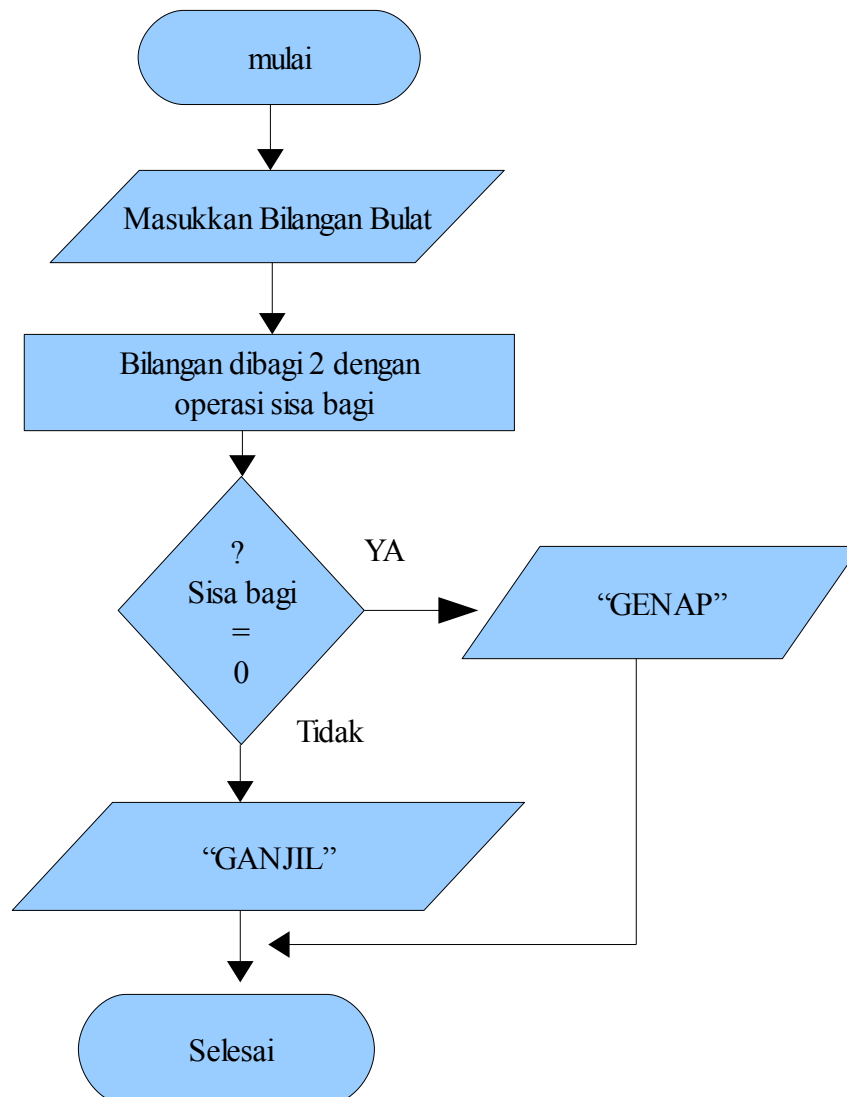 mulai
Masukkan Bilangan Bulat
Bilangan dibagi 2 dengan
operasi sisa bagi
?
Sisa bagi
=
0
YA
“GENAP”
Tidak
“GANJIL”
Selesai